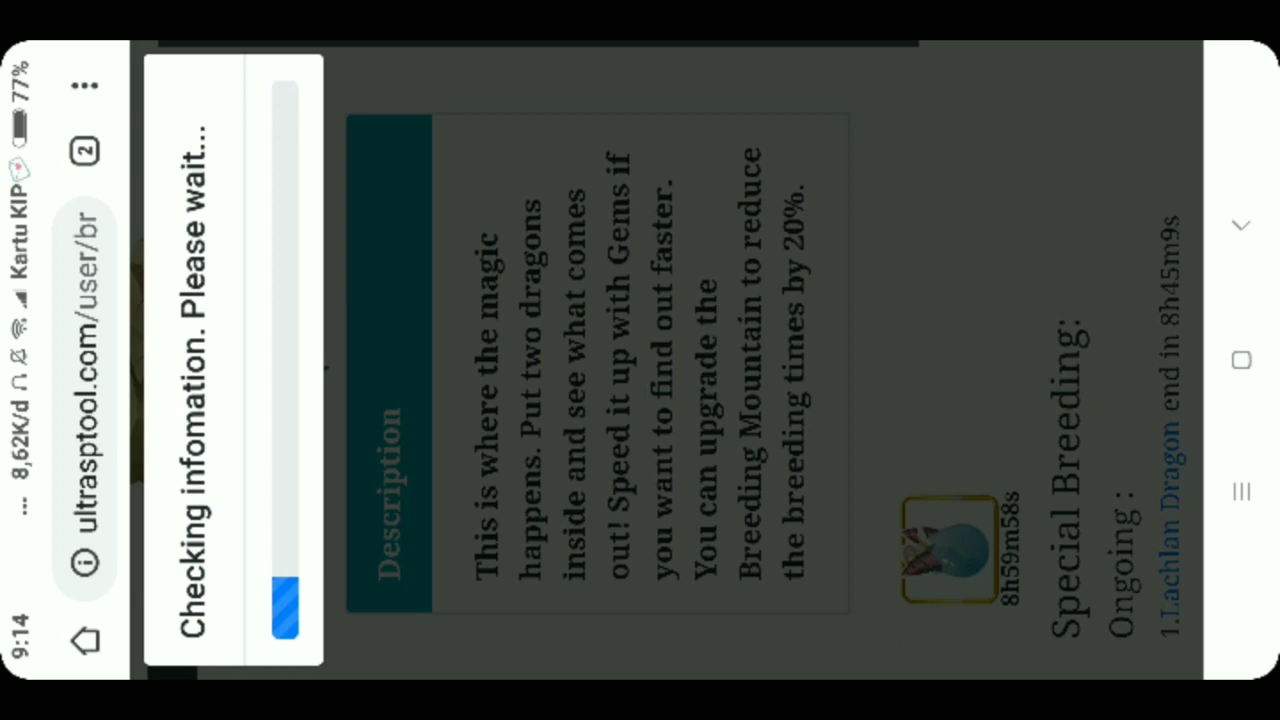 9:14 ... 8,62K/d Kartu KIP 77%
ultrasptool.com/user/br 2
Checking infomation. Please wait...
Description
This is where the magic
happens. Put two dragons
inside and see what comes
out! Speed it up with Gems if
you want to find out faster.
You can upgrade the
Breeding Mountain to reduce
the breeding times by 20%.
8h59m58s
Special Breeding:
Ongoing :
1.Lachlan Dragon end in 8h45m9s